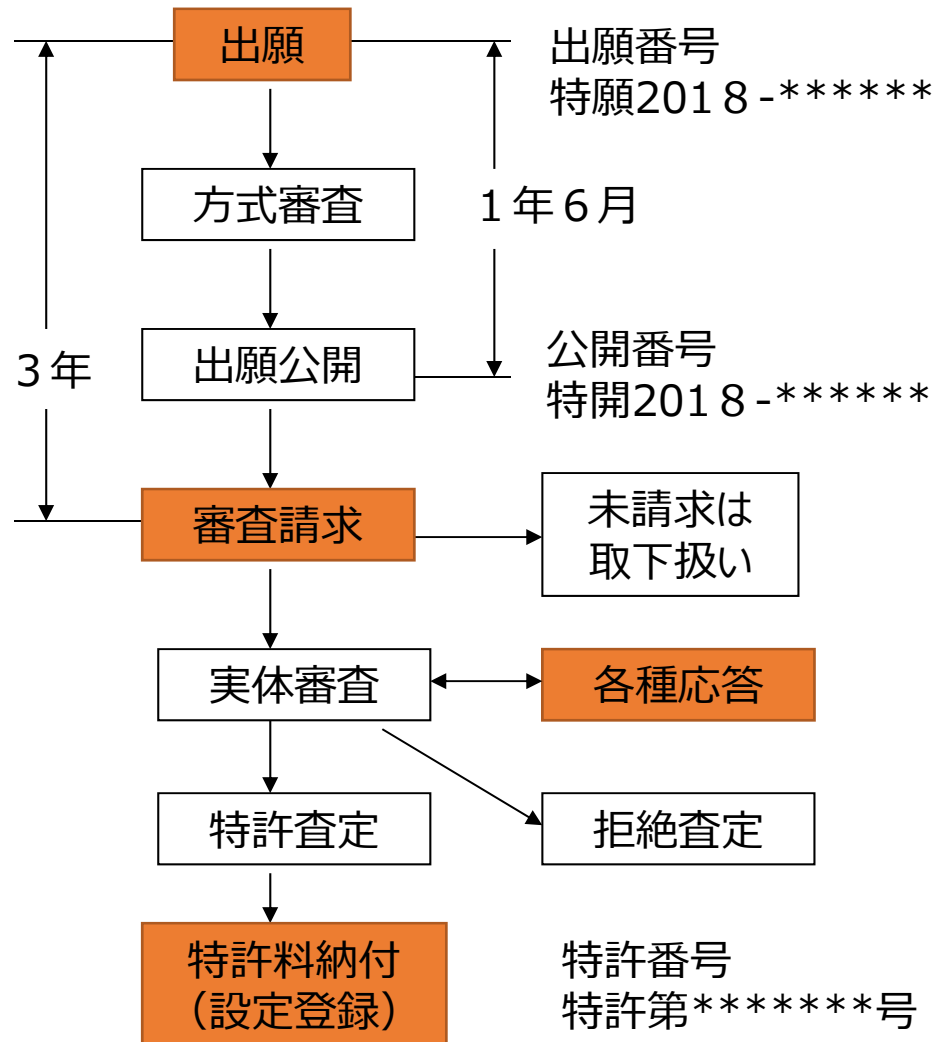 出願
出願番号
特願2018-******
方式審査
1年6月
3年
出願公開
公開番号
特開2018-******
審査請求
未請求は
取下扱い
実体審査
各種応答
特許査定
拒絶査定
特許料納付
（設定登録）
特許番号
特許第*******号